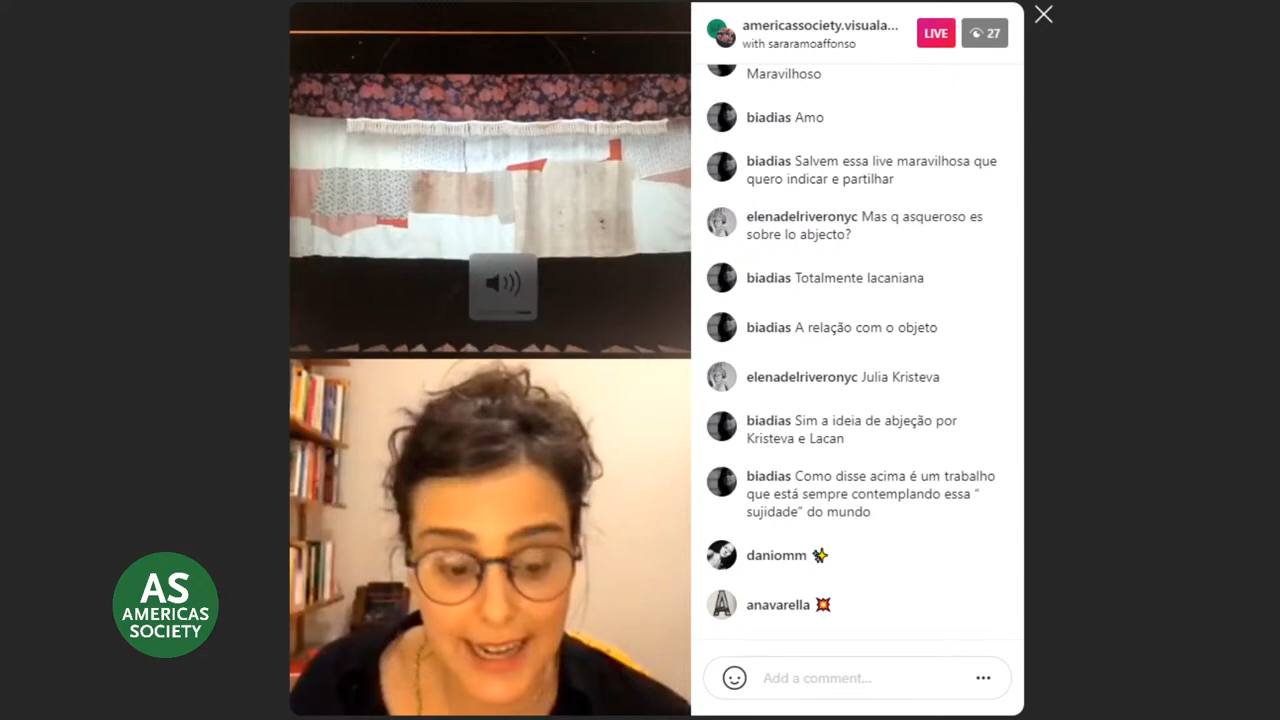 americassociety.visuala...
with sararamoaffonso
LIVE
27
Maravilhoso
biadias Amo
biadias Salvem essa live maravilhosa que
quero indicar e partilhar
elenadelriveronyc Mas q asqueroso es
sobre lo abjecto?
biadias Totalmente lacaniana
biadias A relação com o objeto
elenadelriveronyc Julia Kristeva
biadias Sim a ideia de abjeção por
Kristeva e Lacan
biadias Como disse acima é um trabalho
que está sempre contemplando essa “
sujidade” do mundo
daniomm ✨
anavarella 💥
Add a comment...
AS
AMERICAS
SOCIETY